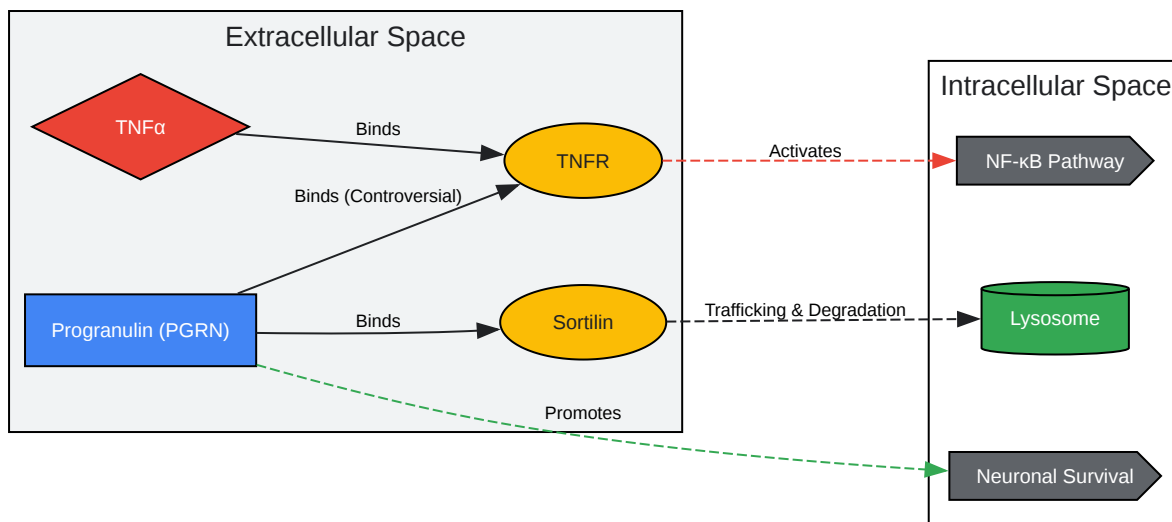 Extracellular Space
Intracellular Space
TNFα
Binds
TNFR
Activates
NF-κB Pathway
Binds (Controversial)
Progranulin (PGRN)
Binds
Sortilin
Trafficking & Degradation
Lysosome
Promotes
Neuronal Survival